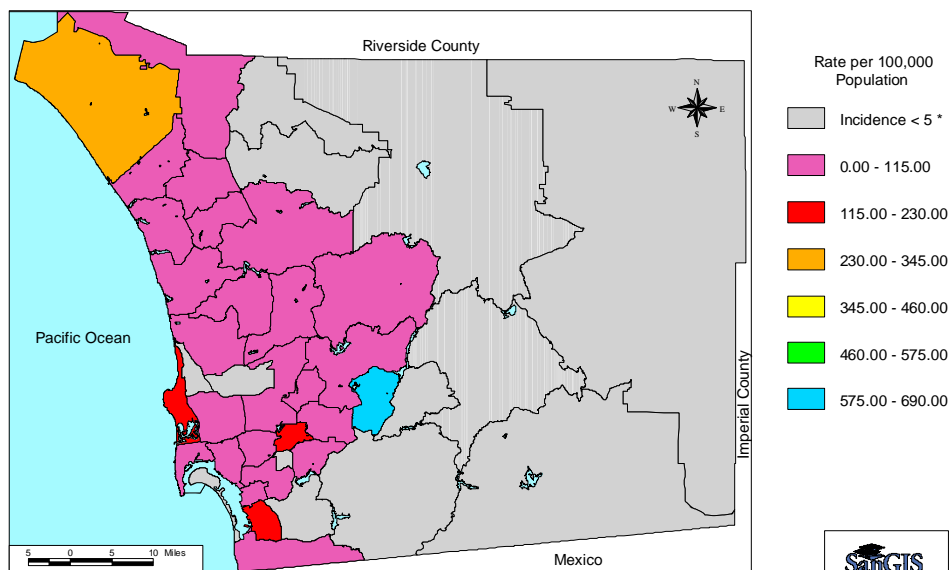 Riverside County
Rate per 100,000
Population
N
W E
S
Incidence < 5 *
0.00 - 115.00
115.00 - 230.00
230.00 - 345.00
345.00 - 460.00
460.00 - 575.00
575.00 - 690.00
Pacific Ocean
Imperial County
5 0 5 10 Miles
Mexico
SanGIS